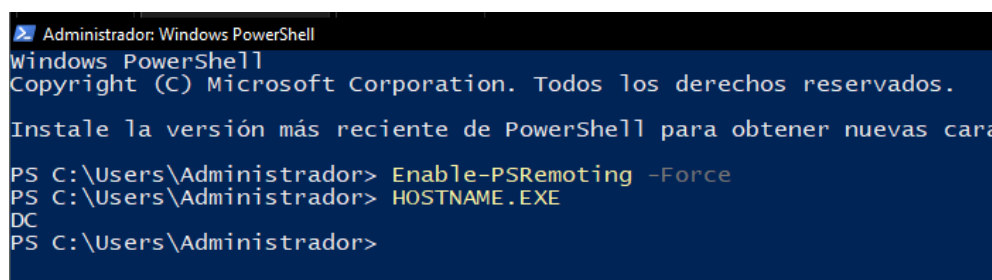 Administrador: Windows PowerShell
Windows PowerShell
Copyright (C) Microsoft Corporation. Todos los derechos reservados.
Instale la versión más reciente de PowerShell para obtener nuevas cara
PS C:\Users\Administrador> Enable-PSRemoting -Force
PS C:\Users\Administrador> HOSTNAME.EXE
DC
PS C:\Users\Administrador>